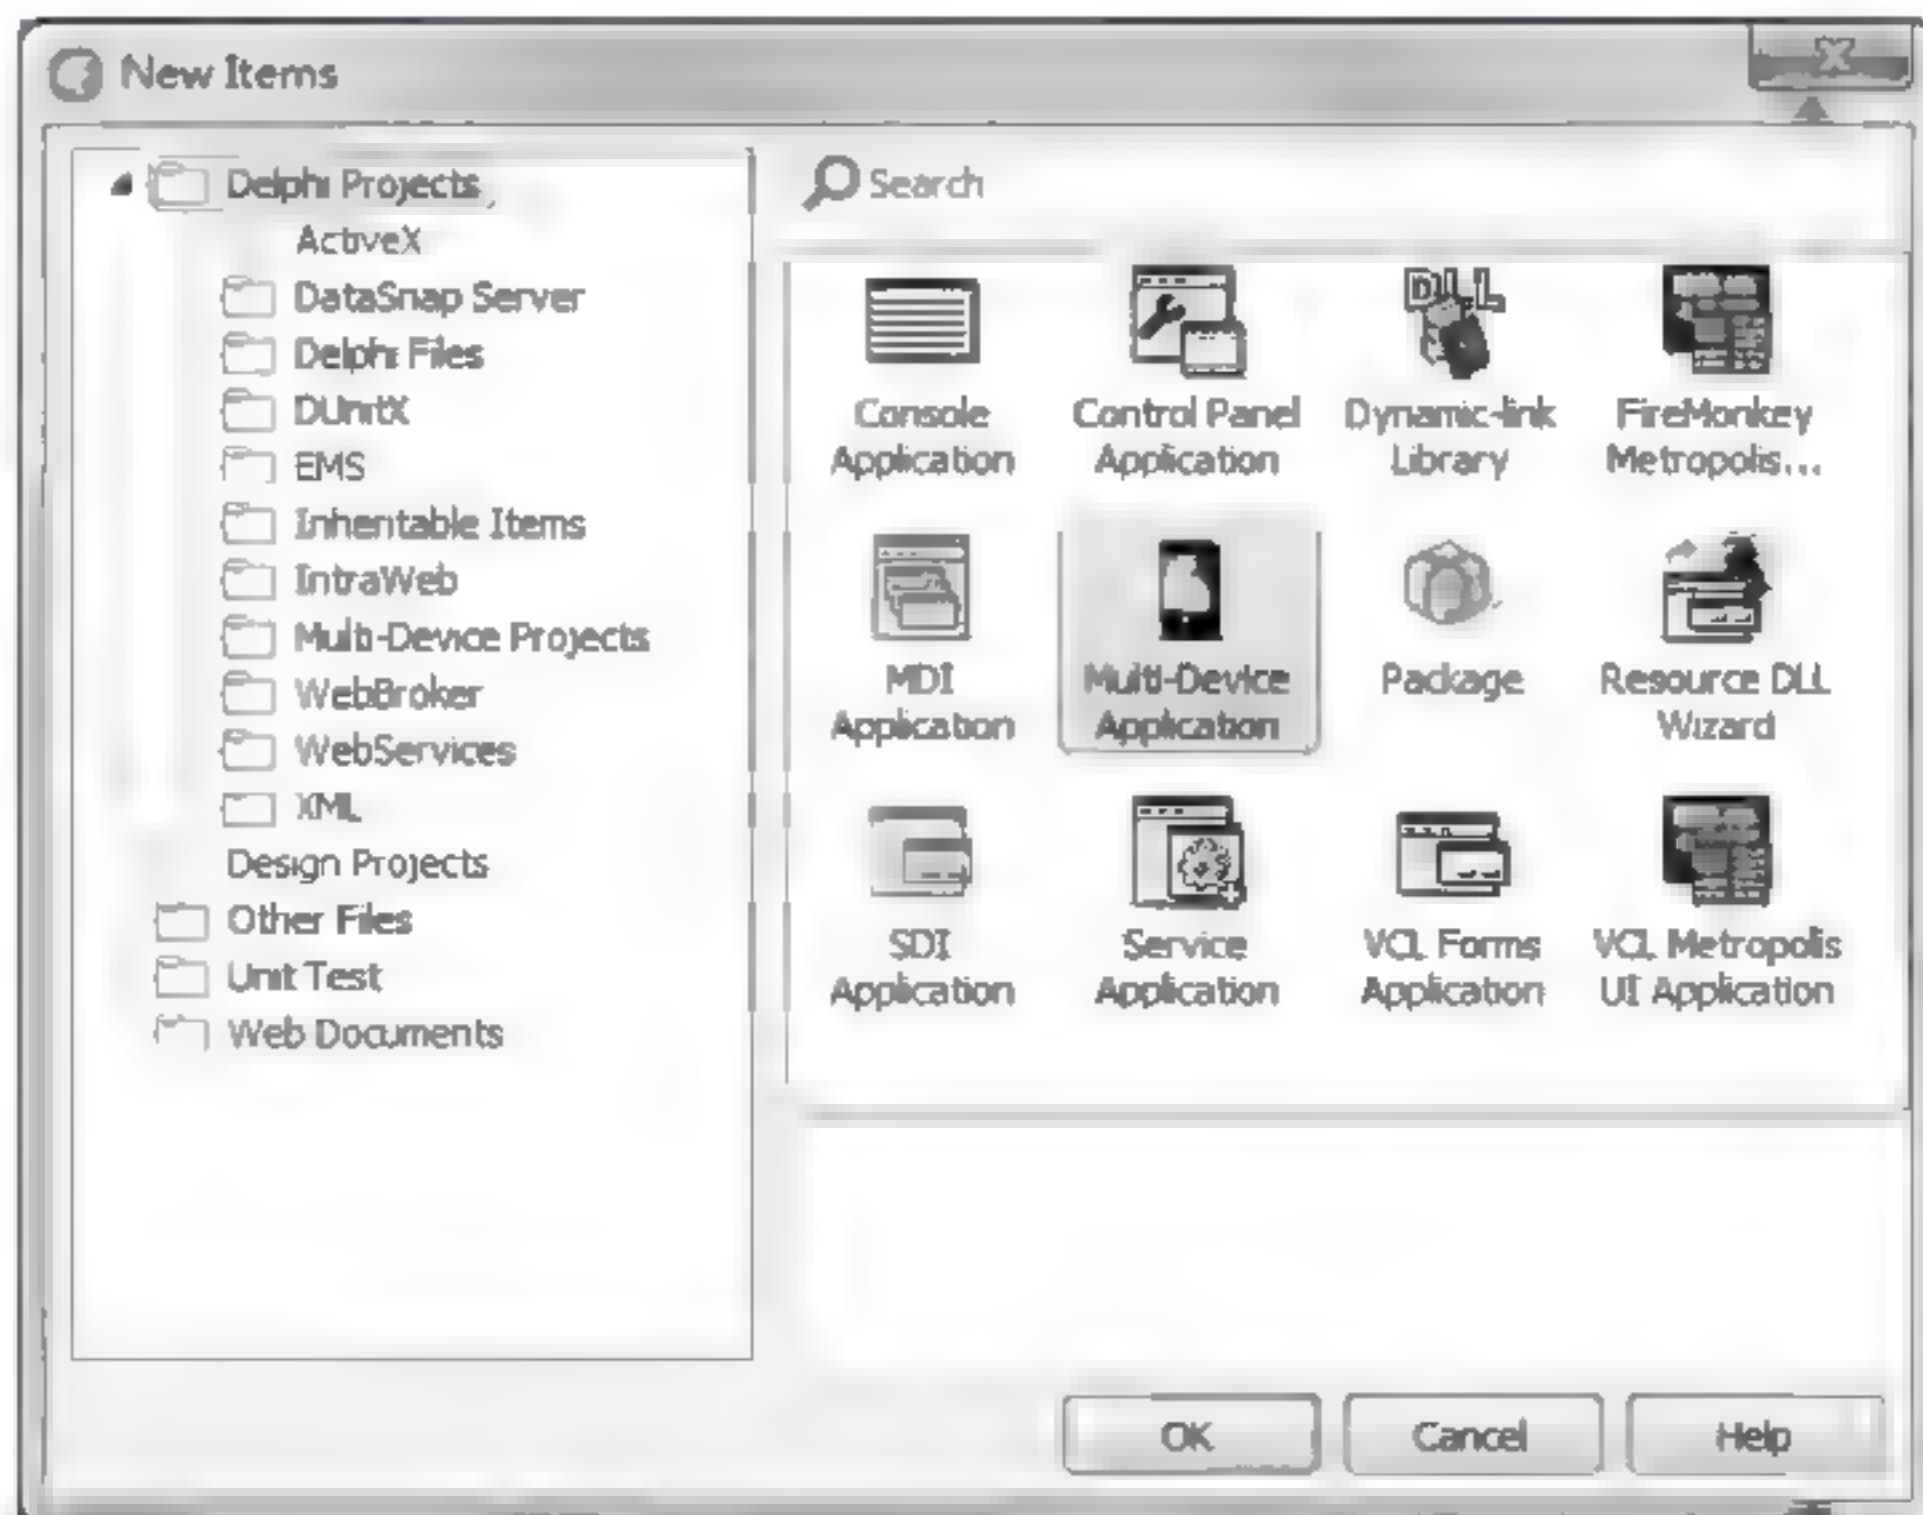 New Items
X
Delphi Projects
ActiveX
DataSnap Server
Delphi Files
DUnitX
EMS
Inheritable Items
IntraWeb
Multi-Device Projects
WebBroker
WebServices
XML
Design Projects
Other Files
Unit Test
Web Documents
Search
DLL
Console Application
Control Panel Application
Dynamic-link Library
FireMonkey Metropolis...
MDI Application
Multi-Device Application
Package
Resource DLL Wizard
SDI Application
Service Application
VCL Forms Application
VCL Metropolis UI Application
OK
Cancel
Help